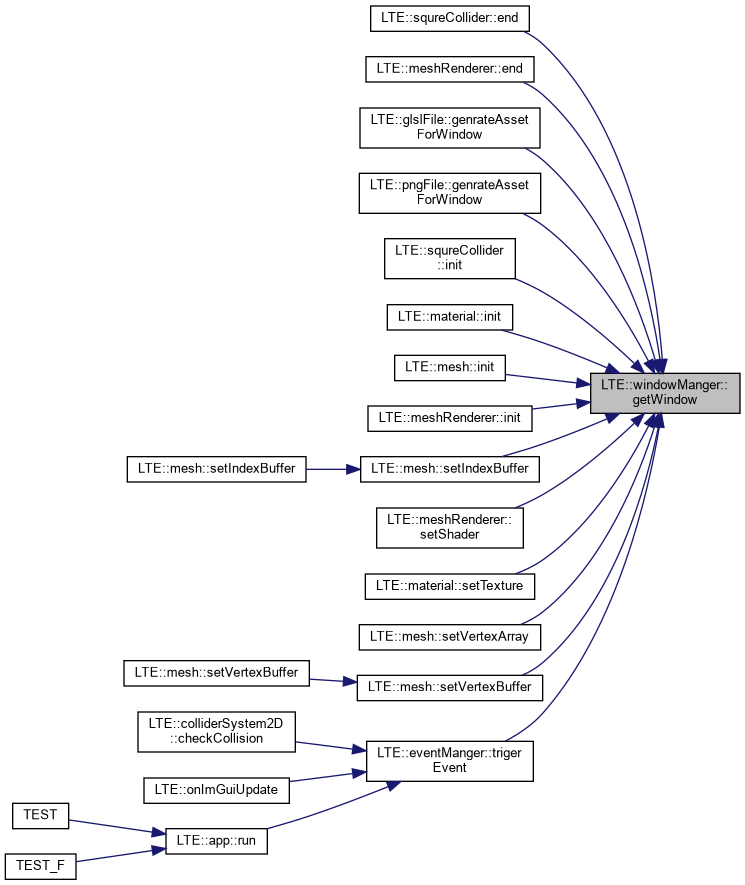 LTE::squreCollider::end
LTE::meshRenderer::end
LTE::glslFile::genrateAsset
ForWindow
LTE::pngFile::genrateAsset
ForWindow
LTE::squreCollider
::init
LTE::material::init
LTE::mesh::init
LTE::windowManger::
getWindow
LTE::meshRenderer::init
LTE::mesh::setIndexBuffer
LTE::mesh::setIndexBuffer
LTE::meshRenderer::
setShader
LTE::material::setTexture
LTE::mesh::setVertexArray
LTE::mesh::setVertexBuffer
LTE::mesh::setVertexBuffer
LTE::colliderSystem2D
::checkCollision
LTE::eventManger::triger
Event
LTE::onImGuiUpdate
TEST
LTE::app::run
TEST_F